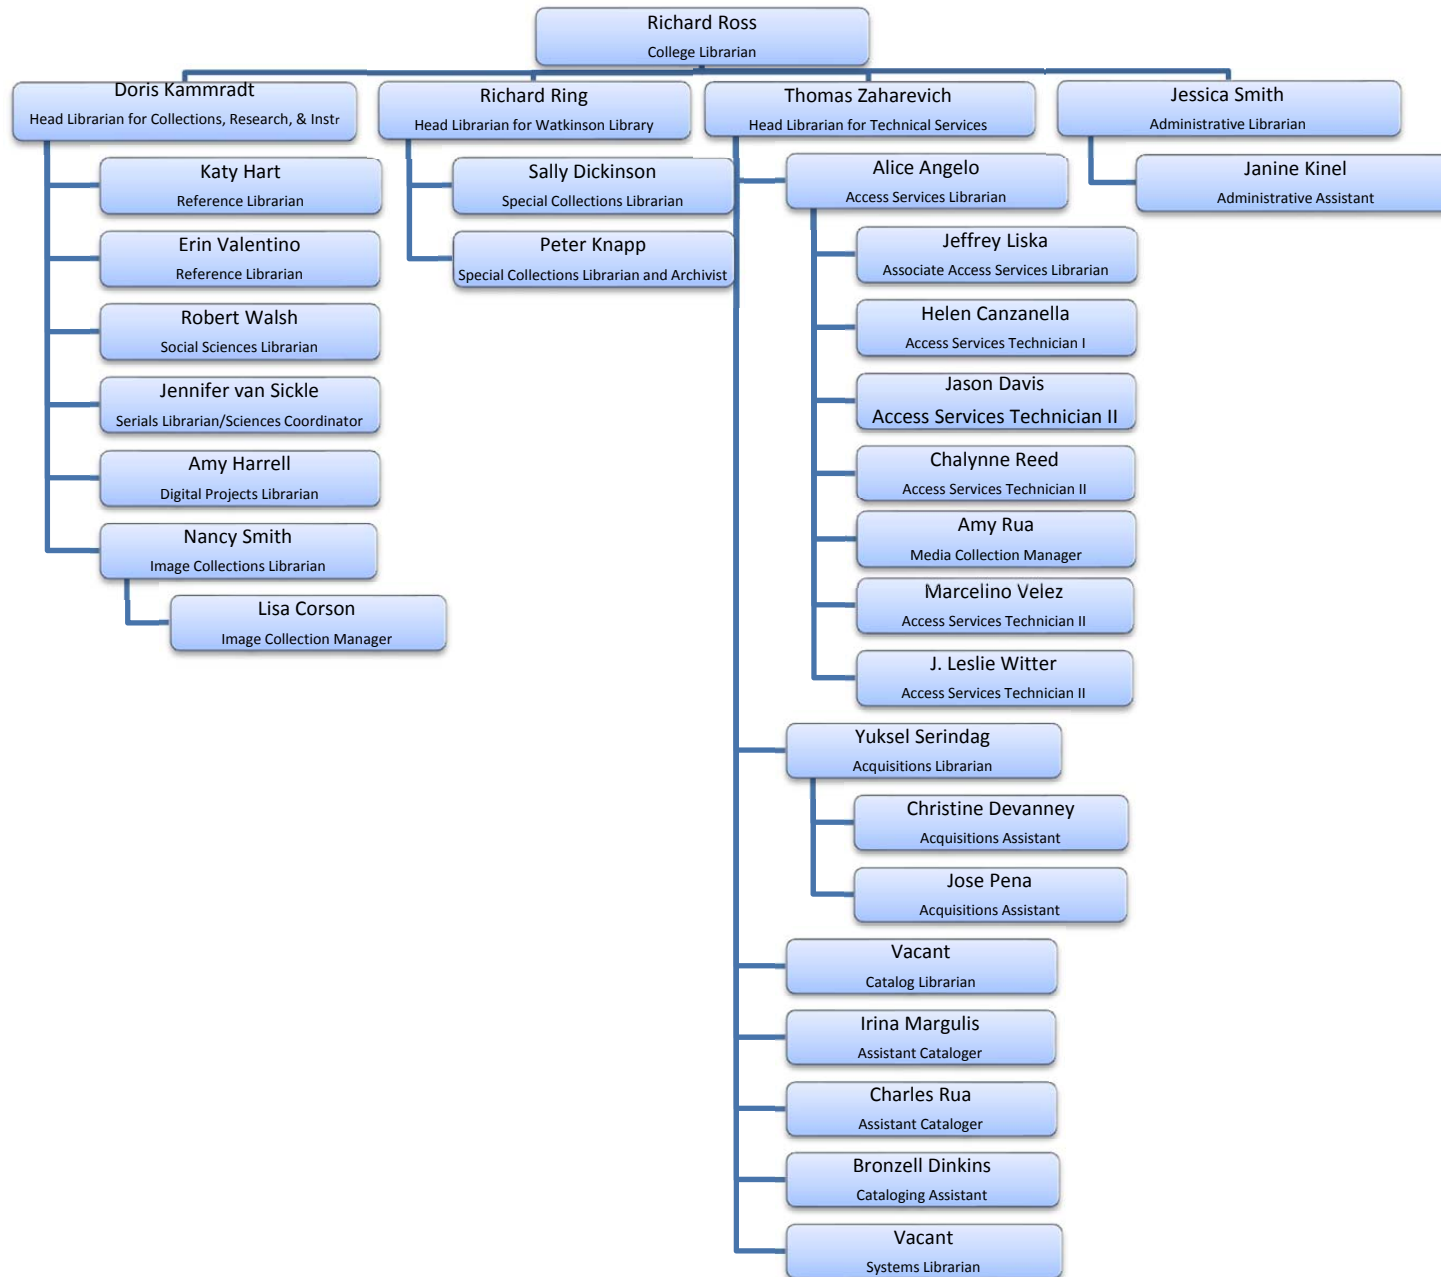 Richard Ross
College Librarian
Doris Kammradt
Head Librarian for Collections, Research, & Instr
Richard Ring
Head Librarian for Watkinson Library
Thomas Zaharevich
Head Librarian for Technical Services
Jessica Smith
Administrative Librarian
Katy Hart
Reference Librarian
Erin Valentino
Reference Librarian
Robert Walsh
Social Sciences Librarian
Jennifer van Sickle
Serials Librarian/Sciences Coordinator
Amy Harrell
Digital Projects Librarian
Nancy Smith
Image Collections Librarian
Lisa Corson
Image Collection Manager
Sally Dickinson
Special Collections Librarian
Peter Knapp
Special Collections Librarian and Archivist
Alice Angelo
Access Services Librarian
Jeffrey Liska
Associate Access Services Librarian
Helen Canzanella
Access Services Technician I
Jason Davis
Access Services Technician II
Chalynne Reed
Access Services Technician II
Amy Rua
Media Collection Manager
Marcelino Velez
Access Services Technician II
J. Leslie Witter
Access Services Technician II
Yuksel Serindag
Acquisitions Librarian
Christine Devanney
Acquisitions Assistant
Jose Pena
Acquisitions Assistant
Vacant
Catalog Librarian
Irina Margulis
Assistant Cataloger
Charles Rua
Assistant Cataloger
Bronzell Dinkins
Cataloging Assistant
Vacant
Systems Librarian
Janine Kinel
Administrative Assistant